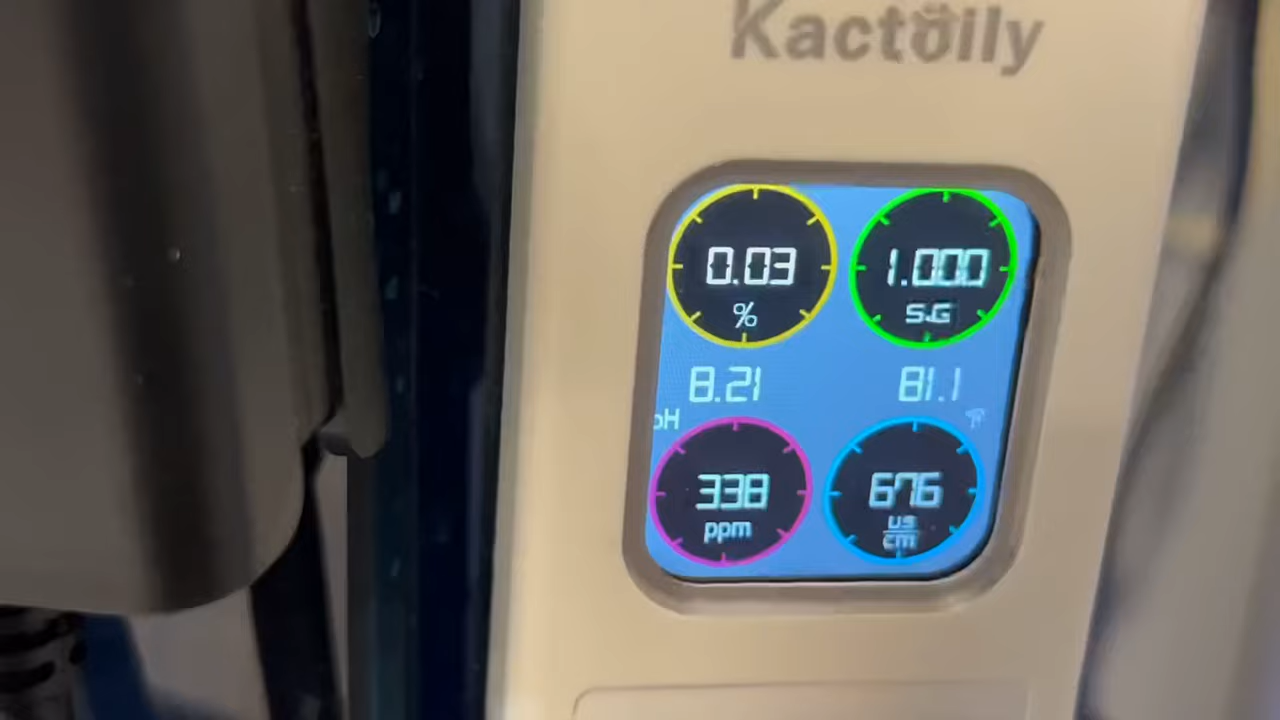 Kactoily
0.03
%
1.000
S.G
8.21
pH
81.1
°F
338
ppm
676
us
cm